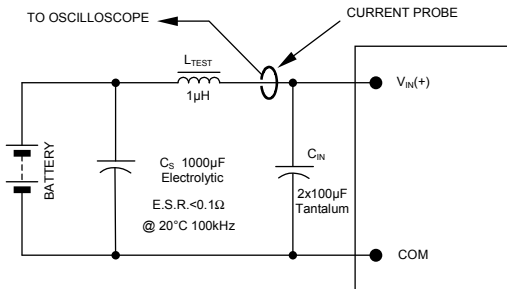 TO OSCILLOSCOPE
CURRENT PROBE
LTEST
1µH
VIN(+)
BATTERY
CS 1000µF
Electrolytic
E.S.R.<0.1Ω
@ 20°C 100kHz
CIN
2x100µF
Tantalum
COM